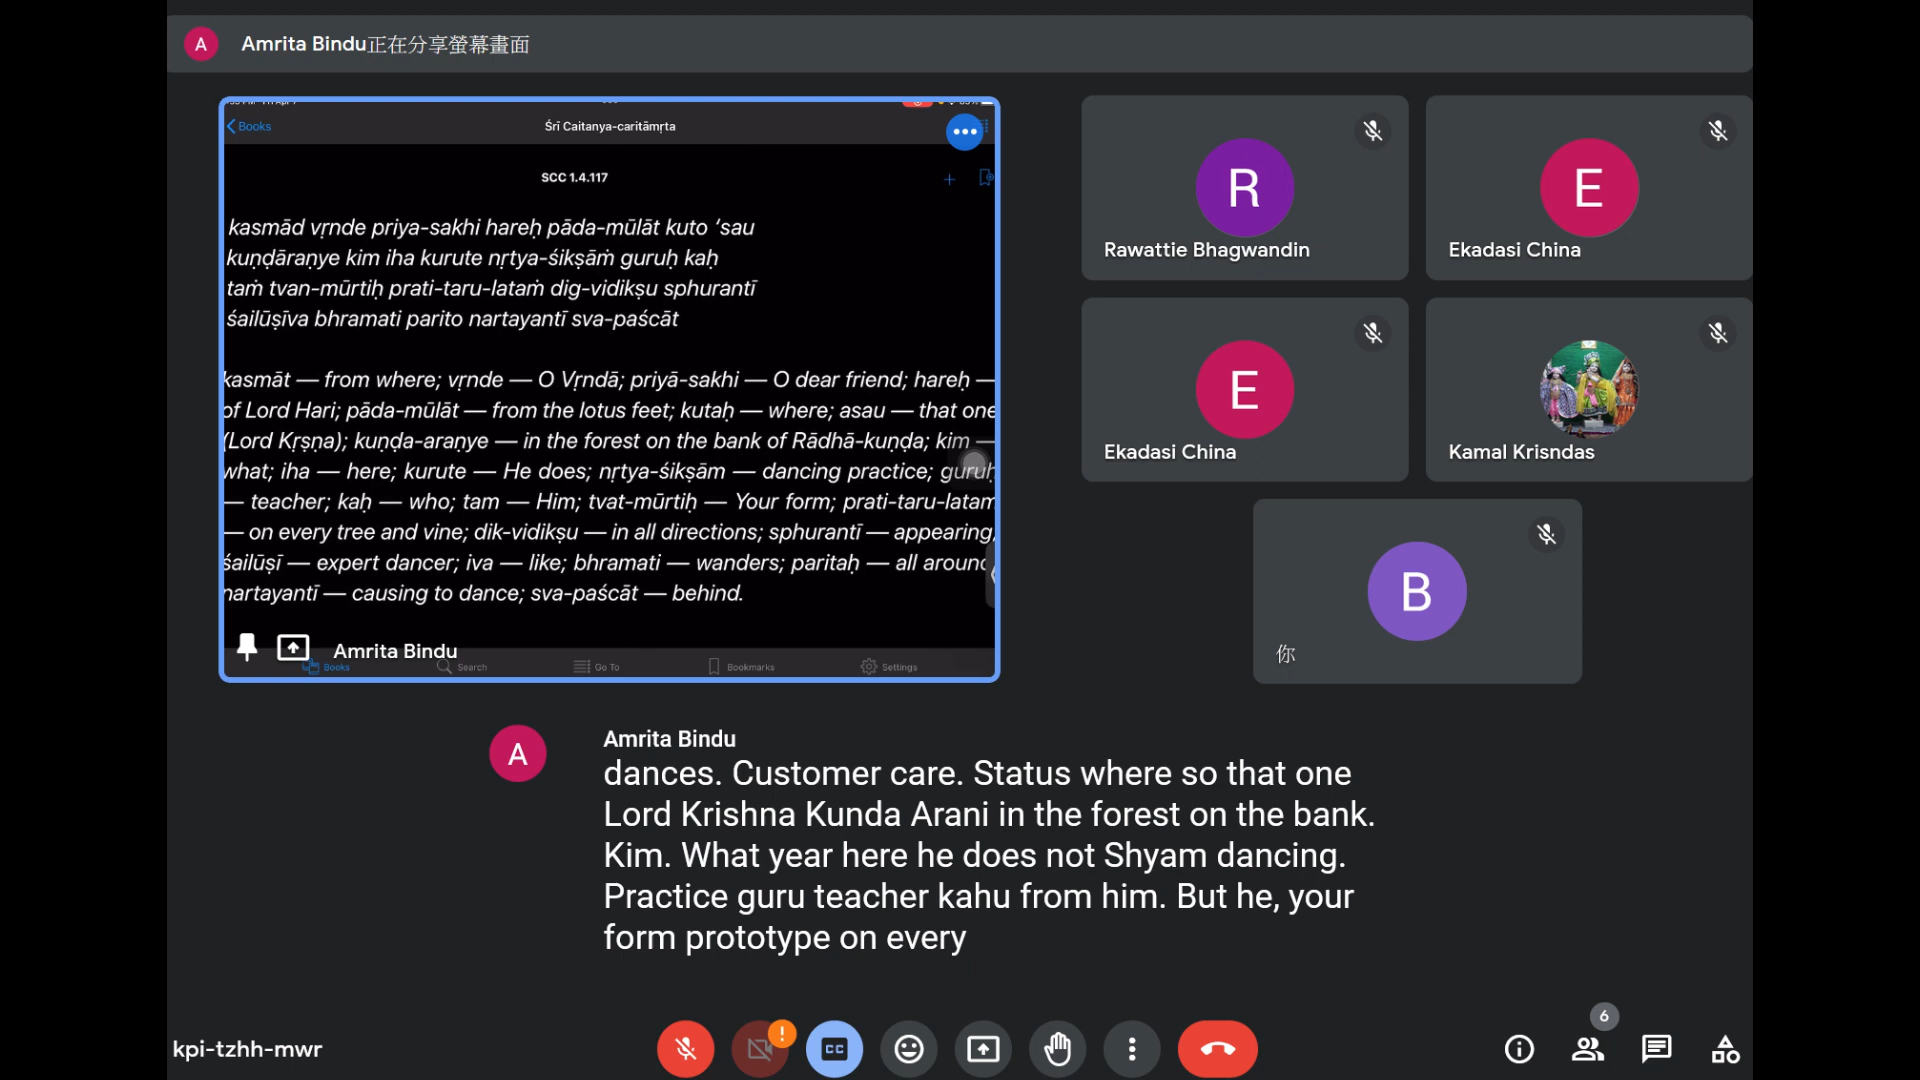 A Amrita Bindu正在分享螢幕畫面
Books
Śrī Caitanya-caritāmṛta
SCC 1.4.117
kasmād vṛnde priya-sakhi hareḥ pāda-mūlāt kuto ‘sau
kuṇḍāraṇye kim iha kurute nṛtya-śikṣāṁ guruḥ kaḥ
taṁ tvan-mūrtiḥ prati-taru-lataṁ dig-vidikṣu sphurantī
śailūṣīva bhramati parito nartayantī sva-paścāt
kasmāt — from where; vṛnde — O Vṛndā; priyā-sakhi — O dear friend; hareḥ —
of Lord Hari; pāda-mūlāt — from the lotus feet; kutaḥ — where; asau — that one
(Lord Kṛṣṇa); kuṇḍa-araṇye — in the forest on the bank of Rādhā-kuṇḍa; kim —
what; iha — here; kurute — He does; nṛtya-śikṣām — dancing practice; guruḥ
— teacher; kaḥ — who; tam — Him; tvat-mūrtiḥ — Your form; prati-taru-latam
— on every tree and vine; dik-vidikṣu — in all directions; sphurantī — appearing;
śailūṣī — expert dancer; iva — like; bhramati — wanders; paritaḥ — all around
nartayantī — causing to dance; sva-paścāt — behind.
Amrita Bindu
Books Search Go To Bookmarks Settings
R
Rawattie Bhagwandin
E
Ekadasi China
E
Ekadasi China
Kamal Krisndas
B
你
A
Amrita Bindu
dances. Customer care. Status where so that one
Lord Krishna Kunda Arani in the forest on the bank.
Kim. What year here he does not Shyam dancing.
Practice guru teacher kahu from him. But he, your
form prototype on every
kpi-tzhh-mwr
CC
6